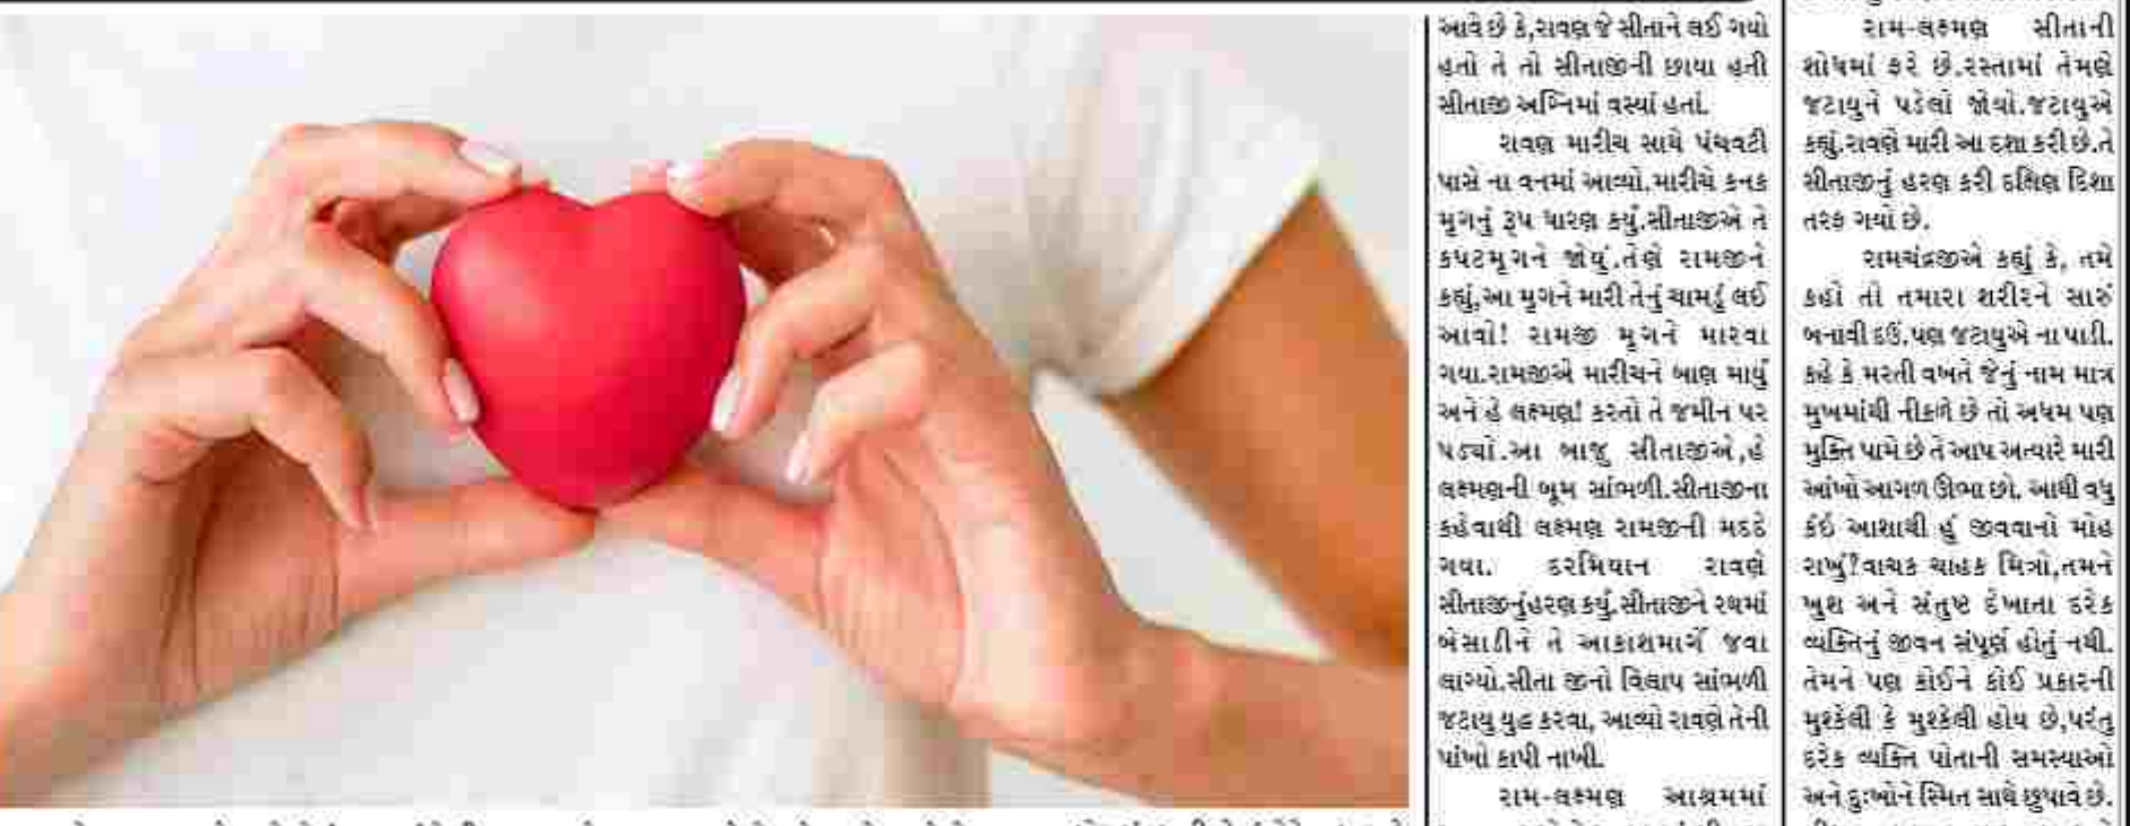 આવે છે કે,રાવણ જે સીતાને લઈ ગયો
હતો તે તો સીતાજીની છાયા હતી
સીતાજી અગ્નિમાં વસ્યાં હતાં.
રાવણ મારીચ સાથે પંચવટી
પાસે ના વનમાં આવ્યો.મારીચે કનક
મૃગનું રૂપ ધારણ કર્યું.સીતાજીએ તે
કપટમૃગને જોયું.તેણે રામજીને
કહ્યું,આ મૃગને મારી તેનું ચામડું લઈ
આવો! રામજી મૃગને મારવા
ગયા.રામજીએ મારીચને બાણ માર્યું
અને હે લક્ષ્મણ! કરતો તે જમીન પર
પડ્યો.આ બાજુ સીતાજીએ,હે
લક્ષ્મણની બૂમ સાંભળી.સીતાજીના
કહેવાથી લક્ષ્મણ રામજીની મદદે
ગયા. દરમિયાન રાવણે
સીતાજીનુંહરણ કર્યું.સીતાજીને રથમાં
બેસાડીને તે આકાશમાર્ગે જવા
લાગ્યો.સીતા જીનો વિલાપ સાંભળી
જટાયુ યુદ્ધ કરવા, આવ્યો રાવણે તેની
પાંખો કાપી નાખી.
રામ-લક્ષ્મણ આશ્રમમાં
રામ-લક્ષ્મણ સીતાની
શોધમાં ફરે છે.રસ્તામાં તેમણે
જટાયુને પડેલો જોયો.જટાયુએ
કહ્યું.રાવણે મારી આ દશા કરી છે.તે
સીતાજીનું હરણ કરી દક્ષિણ દિશા
તરફ ગયો છે.
રામચંદ્રજીએ કહ્યું કે, તમે
કહો તો તમારા શરીરને સારું
બનાવી દઉં.પણ જટાયુએ ના પાડી.
કહે કે મરતી વખતે જેનું નામ માત્ર
મુખમાંથી નીકળે છે તો અધમ પણ
મુક્તિ પામે છે તે આપ અત્યારે મારી
આંખો આગળ ઊભા છો. આથી વધુ
કંઈ આશાથી હું જીવવાનો મોહ
રાખું?વાચક ચાહક મિત્રો,તમને
ખુશ અને સંતુષ્ટ દેખાતા દરેક
વ્યક્તિનું જીવન સંપૂર્ણ હોતું નથી.
તેમને પણ કોઈને કોઈ પ્રકારની
મુશ્કેલી કે મુશ્કેલી હોય છે,પરંતુ
દરેક વ્યક્તિ પોતાની સમસ્યાઓ
અને દુઃખોને સ્મિત સાથે છુપાવે છે.